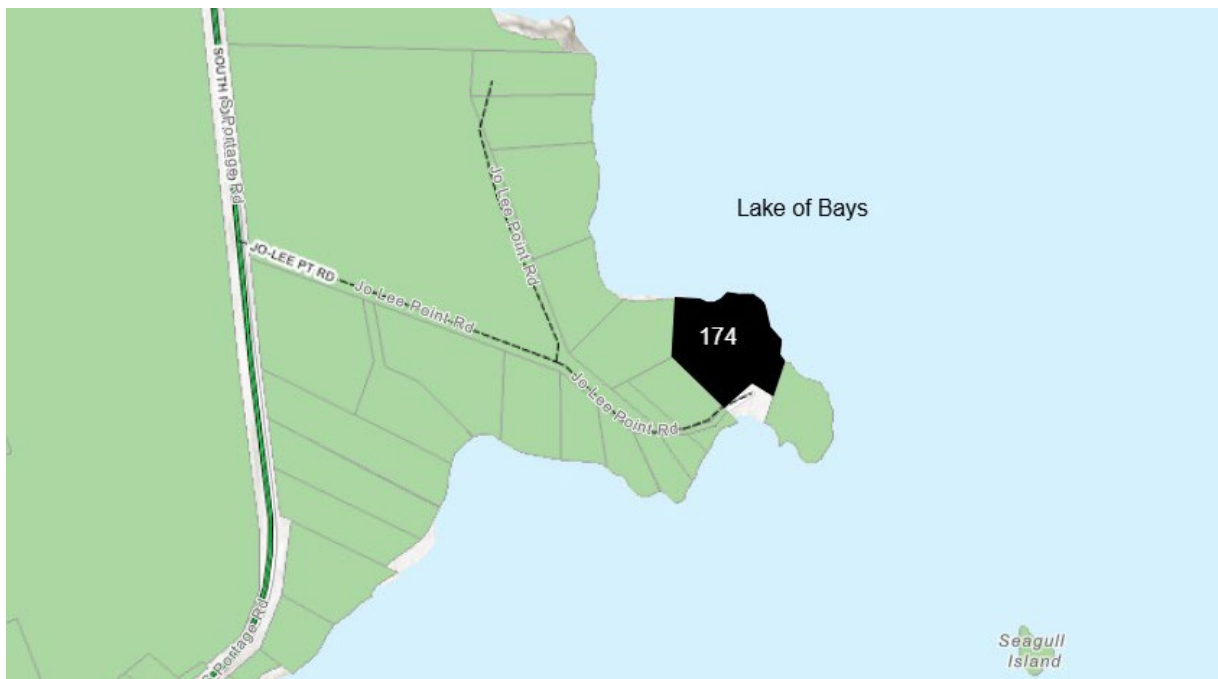 S Portage Rd
Jo Lee Point Rd
Lake of Bays
JO-LEE PT RD
Jo Lee Point Rd
174
Jo Lee Point Rd
S Portage Rd
Seagull
Island